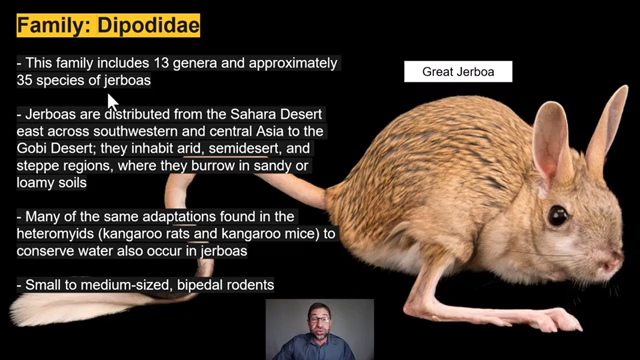 Family: Dipodidae
- This family includes 13 genera and approximately
35 species of jerboas
Great Jerboa
- Jerboas are distributed from the Sahara Desert
east across southwestern and central Asia to the
Gobi Desert; they inhabit arid, semidesert, and
steppe regions, where they burrow in sandy or
loamy soils
- Many of the same adaptations found in the
heteromyids (kangaroo rats and kangaroo mice) to
conserve water also occur in jerboas
- Small to medium-sized, bipedal rodents